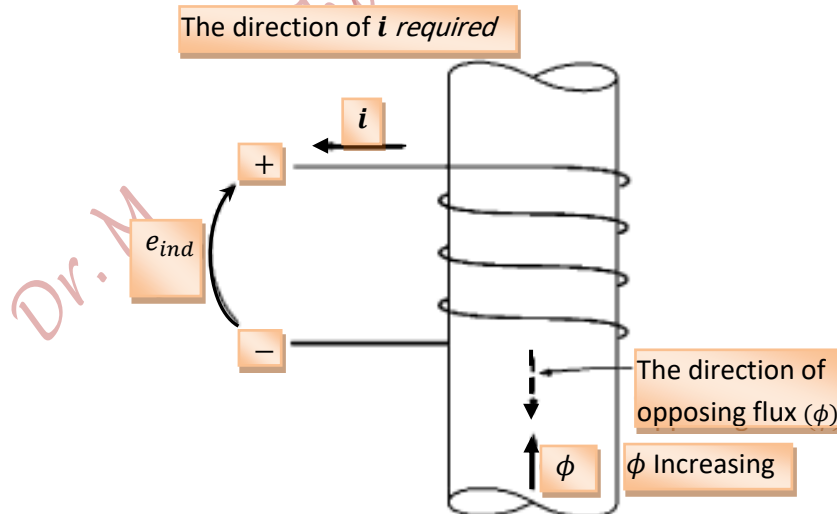 The direction of i required
i
+
e_ind
−
The direction of
opposing flux (ϕ)
ϕ
ϕ Increasing
Dr. M